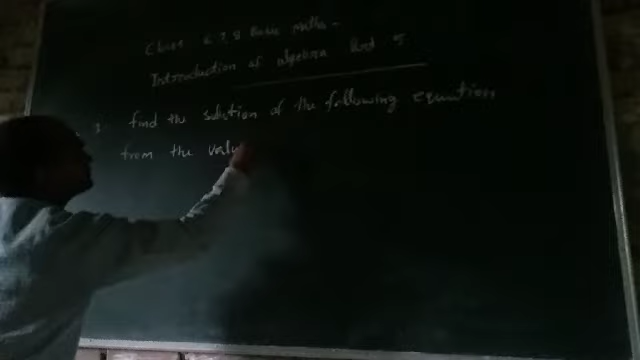 Class 6 7 8 Basic Maths -
Introduction of algebra Part 5
3 find the solution of the following equation
from the valu